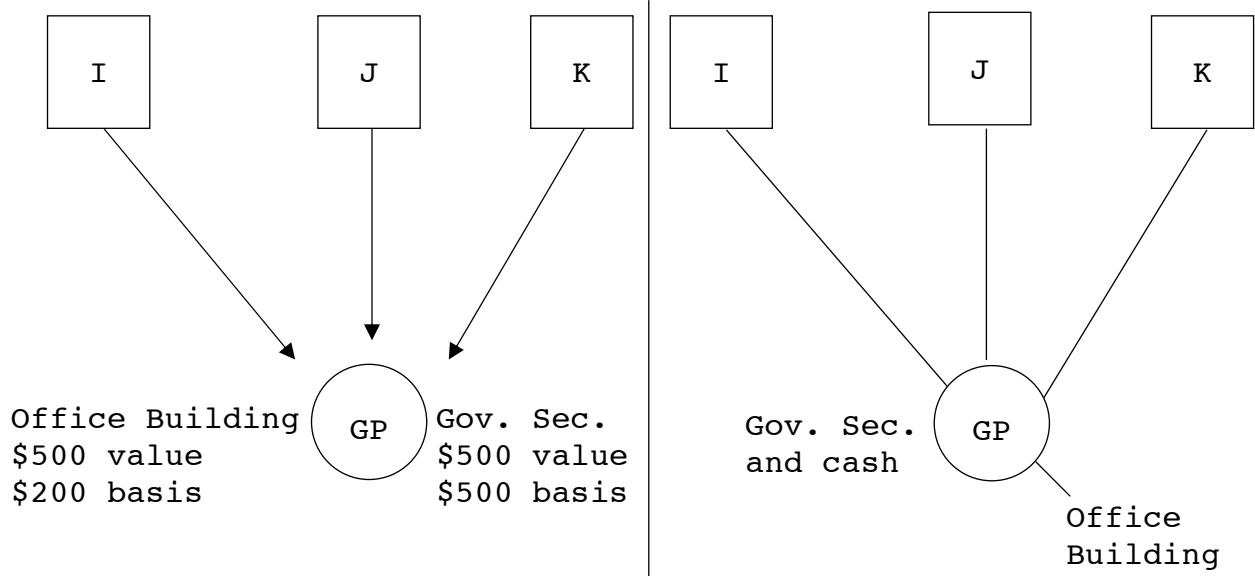 I
J
K
Office Building
$500 value
$200 basis
GP
Gov. Sec.
$500 value
$500 basis
I
J
K
Gov. Sec.
and cash
GP
Office
Building